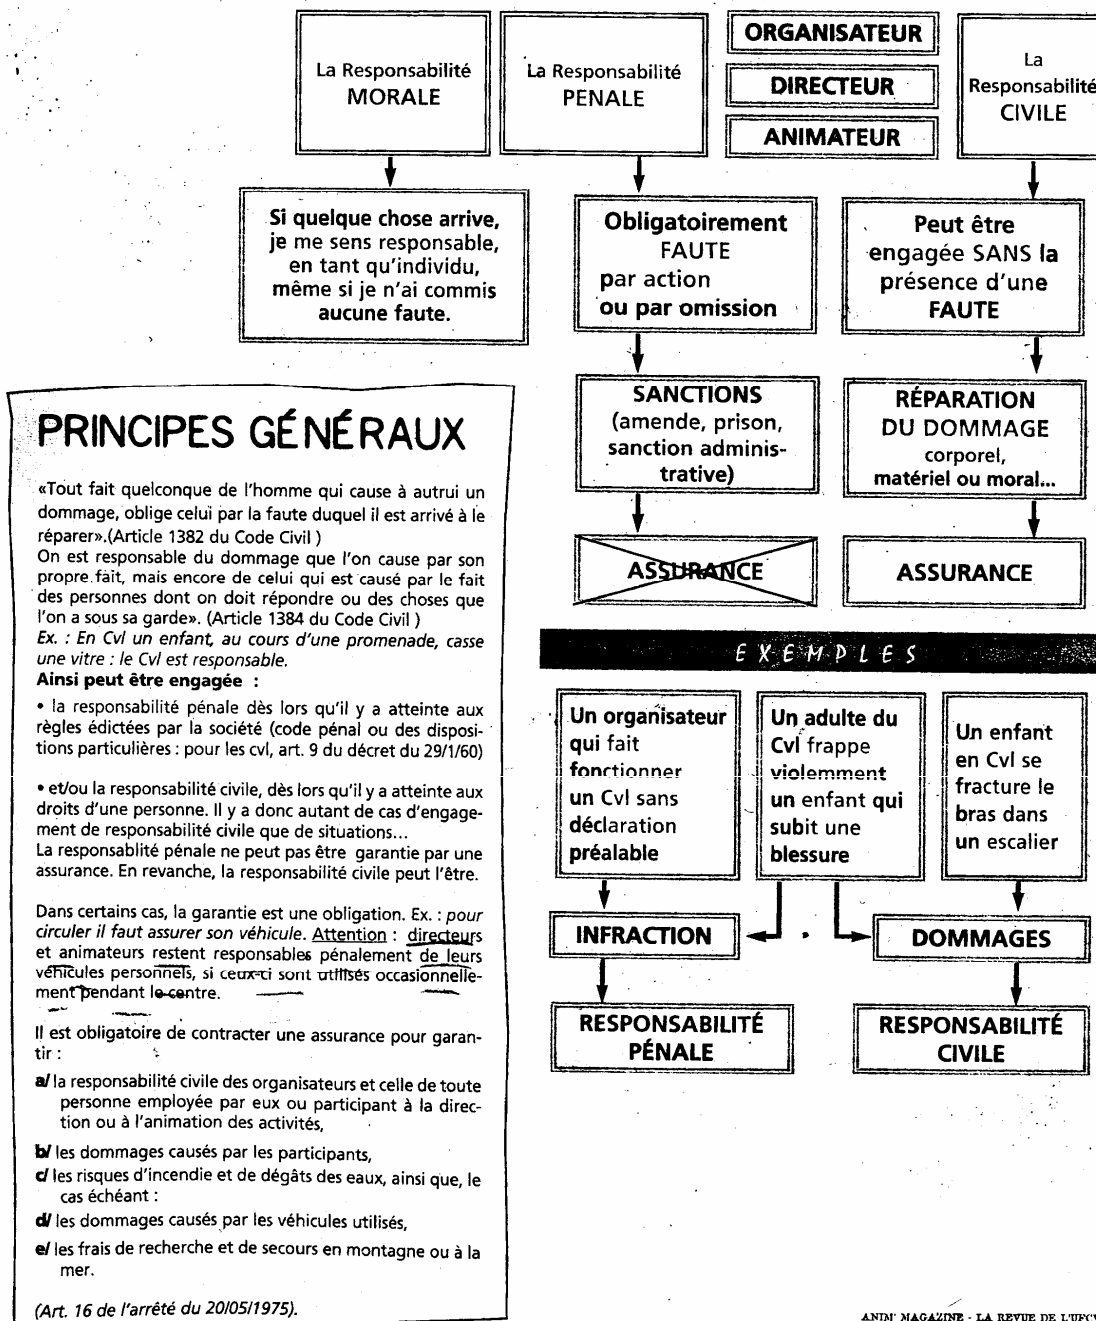 La Responsabilité
MORALE
La Responsabilité
PENALE
ORGANISATEUR
DIRECTEUR
ANIMATEUR
La
Responsabilité
CIVILE
Si quelque chose arrive,
je me sens responsable,
en tant qu'individu,
même si je n'ai commis
aucune faute.
Obligatoirement
FAUTE
par action
ou par omission
Peut être
engagée SANS la
présence d'une
FAUTE
SANCTIONS
(amende, prison,
sanction adminis-
trative)
RÉPARATION
DU DOMMAGE
corporel,
matériel ou moral...
ASSURANCE
ASSURANCE
PRINCIPES GÉNÉRAUX
«Tout fait quelconque de l'homme qui cause à autrui un
dommage, oblige celui par la faute duquel il est arrivé à le
réparer».(Article 1382 du Code Civil )
On est responsable du dommage que l'on cause par son
propre fait, mais encore de celui qui est causé par le fait
des personnes dont on doit répondre ou des choses que
l'on a sous sa garde». (Article 1384 du Code Civil )
Ex. : En Cvl un enfant, au cours d'une promenade, casse
une vitre : le Cvl est responsable.
Ainsi peut être engagée :
• la responsabilité pénale dès lors qu'il y a atteinte aux
règles édictées par la société (code pénal ou des disposi-
tions particulières : pour les cvl, art. 9 du décret du 29/1/60)
• et/ou la responsabilité civile, dès lors qu'il y a atteinte aux
droits d'une personne. Il y a donc autant de cas d'engage-
ment de responsabilité civile que de situations...
La responsablité pénale ne peut pas être garantie par une
assurance. En revanche, la responsabilité civile peut l'être.
Dans certains cas, la garantie est une obligation. Ex. : pour
circuler il faut assurer son véhicule. Attention : directeurs
et animateurs restent responsables pénalement de leurs
véhicules personnels, si ceux-ci sont utilisés occasionnelle-
ment pendant le centre.
Il est obligatoire de contracter une assurance pour garan-
tir :
a/ la responsabilité civile des organisateurs et celle de toute
personne employée par eux ou participant à la direc-
tion ou à l'animation des activités,
b/ les dommages causés par les participants,
c/ les risques d'incendie et de dégâts des eaux, ainsi que, le
cas échéant :
d/ les dommages causés par les véhicules utilisés,
e/ les frais de recherche et de secours en montagne ou à la
mer.
(Art. 16 de l'arrêté du 20/05/1975).
EXEMPLES
Un organisateur
qui fait
fonctionner
un Cvl sans
déclaration
préalable
Un adulte du
Cvl frappe
violemment
un enfant qui
subit une
blessure
Un enfant
en Cvl se
fracture le
bras dans
un escalier
INFRACTION
DOMMAGES
RESPONSABILITÉ
PÉNALE
RESPONSABILITÉ
CIVILE
ANIM' MAGAZINE - LA REVUE DE L'UFCV